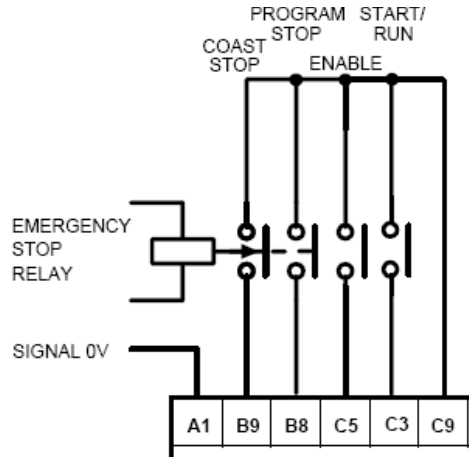 PROGRAM
STOP
START/
RUN
COAST
STOP
ENABLE
EMERGENCY
STOP
RELAY
SIGNAL 0V
A1 B9 B8 C5 C3 C9